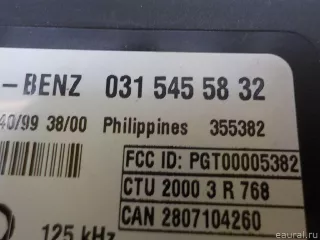 -BENZ 031 545 58 32
40/99 38/00 Philippines 355382
FCC ID: PGT00005382
CTU 2000 3 R 768
CAN 2807104260
125 kHz
eaural.ru